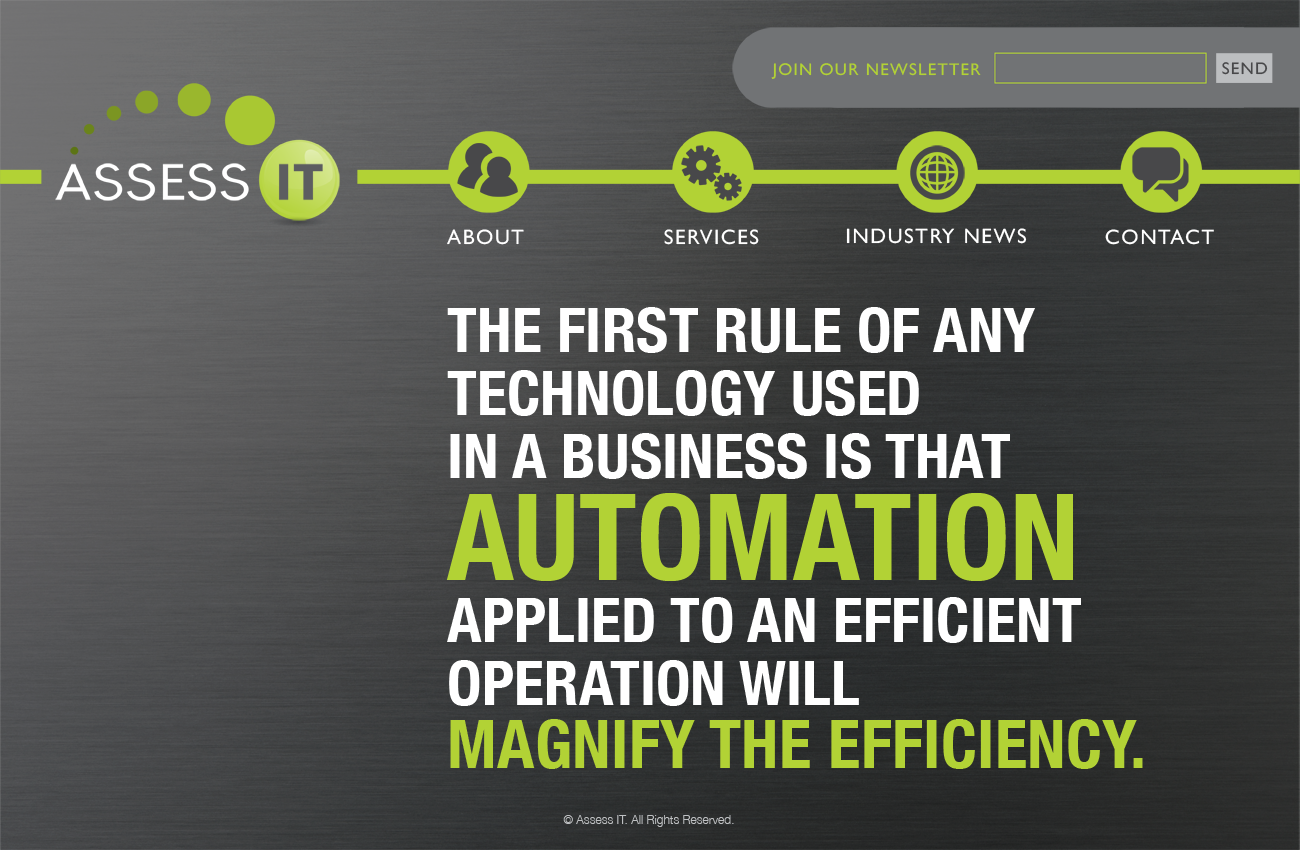 JOIN OUR NEWSLETTER SEND
ASSESS IT
ABOUT SERVICES INDUSTRY NEWS CONTACT
THE FIRST RULE OF ANY
TECHNOLOGY USED
IN A BUSINESS IS THAT
AUTOMATION
APPLIED TO AN EFFICIENT
OPERATION WILL
MAGNIFY THE EFFICIENCY.
© Assess IT. All Rights Reserved.